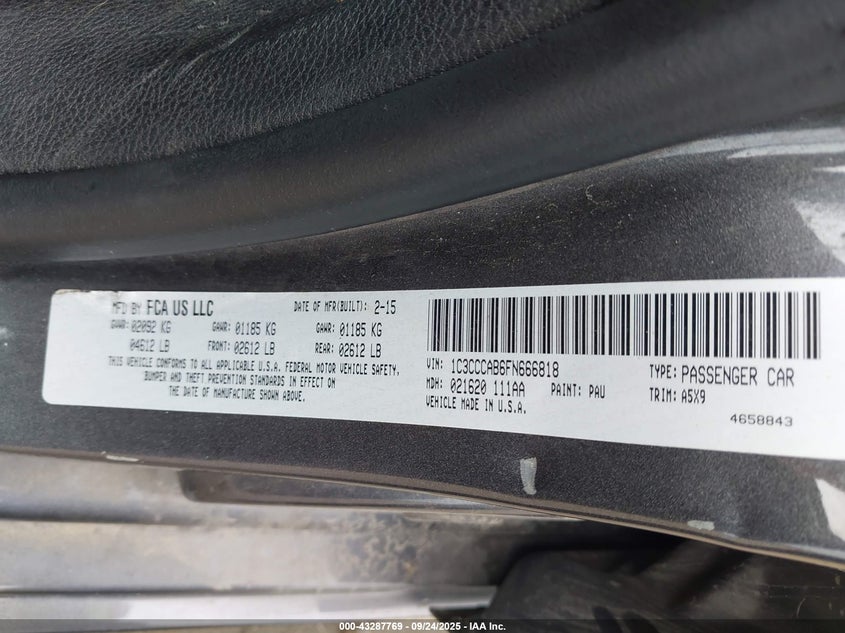 MFD BY FCA US LLC DATE OF MFR(BUILT): 2-15
GVWR: 02092 KG GAWR: 01185 KG GAWR: 01185 KG
04612 LB FRONT: 02612 LB REAR: 02612 LB
THIS VEHICLE CONFORMS TO ALL APPLICABLE U.S.A. FEDERAL MOTOR VEHICLE SAFETY,
BUMPER AND THEFT PREVENTION STANDARDS IN EFFECT ON
THE DATE OF MANUFACTURE SHOWN ABOVE.
VIN: 1C3CCCAB6FN666818 TYPE: PASSENGER CAR
MDH: 021620 111AA PAINT: PAU TRIM: A5X9
VEHICLE MADE IN U.S.A.
4658843
000-43287769 - 09/24/2025 - IAA Inc.